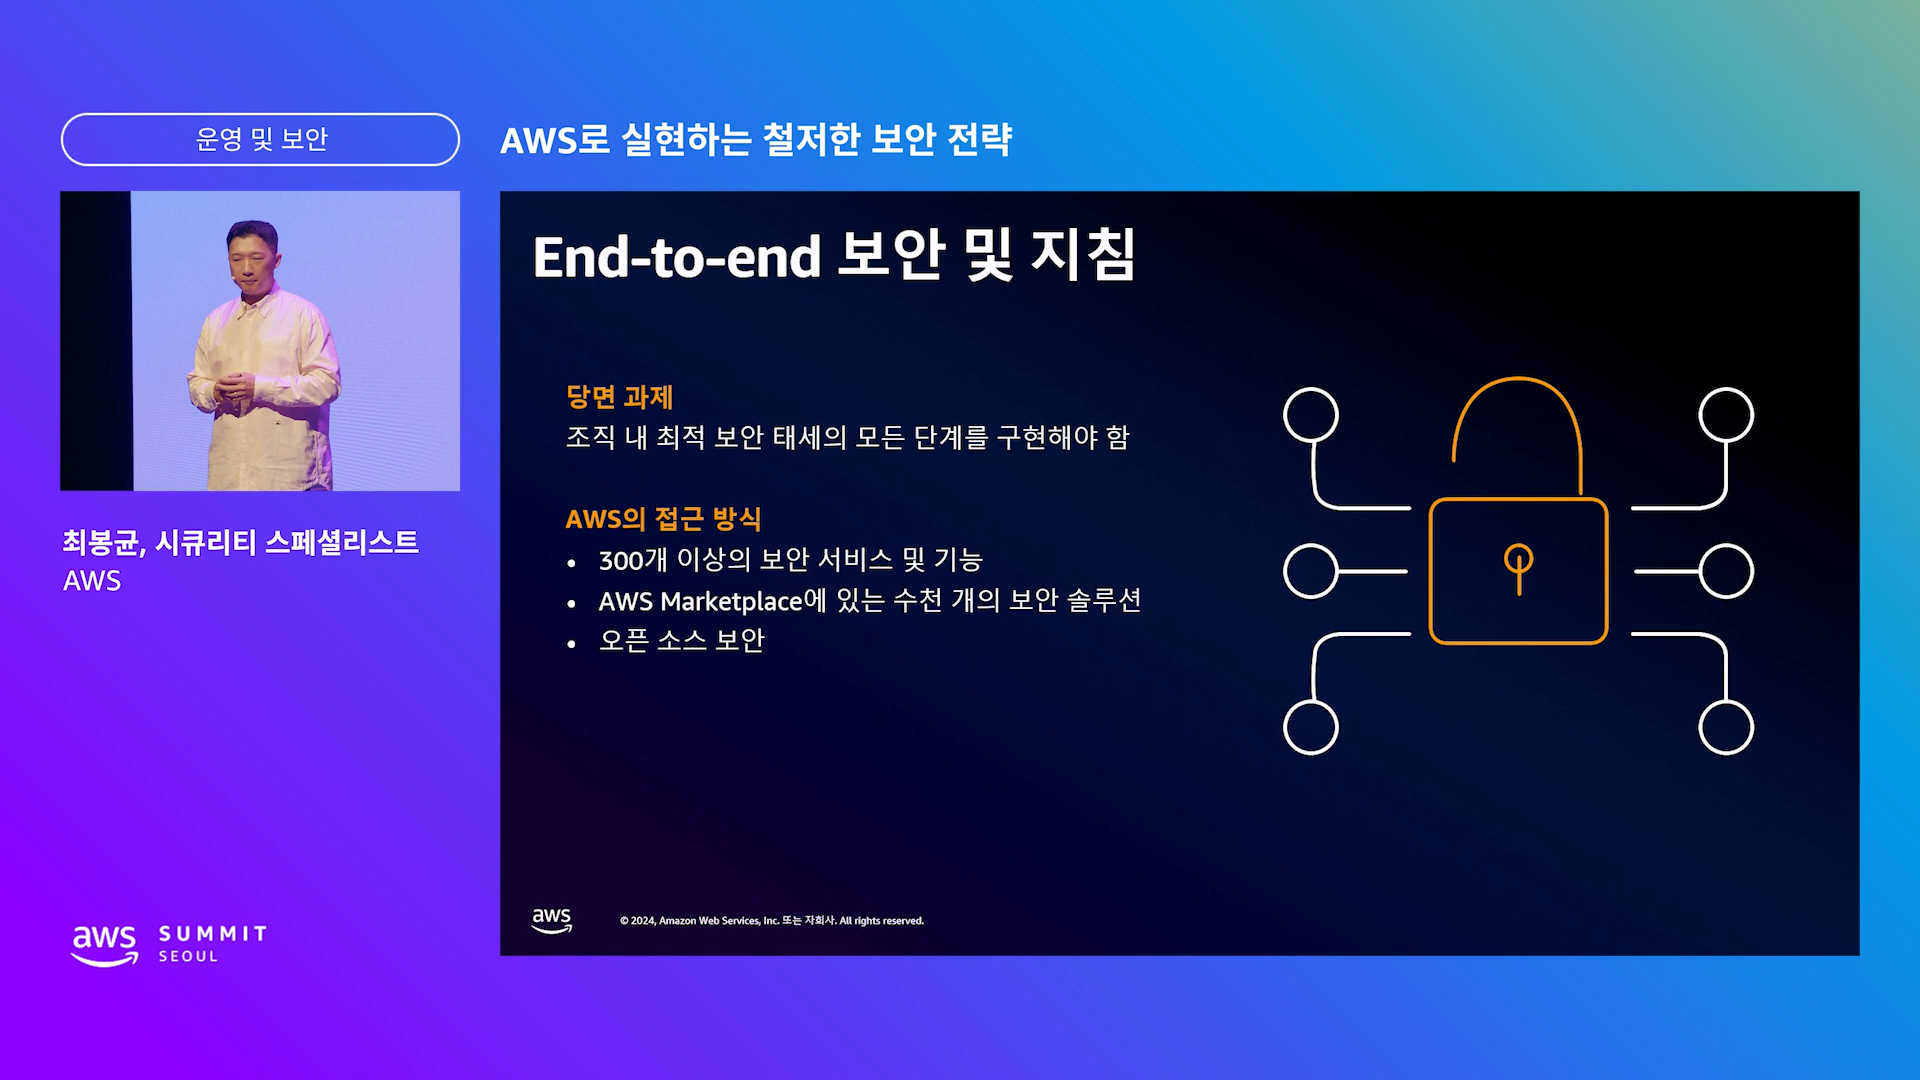 운영 및 보안
AWS로 실현하는 철저한 보안 전략
최봉균, 시큐리티 스페셜리스트
AWS
End-to-end 보안 및 지침
당면 과제
조직 내 최적 보안 태세의 모든 단계를 구현해야 함
AWS의 접근 방식
• 300개 이상의 보안 서비스 및 기능
• AWS Marketplace에 있는 수천 개의 보안 솔루션
• 오픈 소스 보안
aws
© 2024, Amazon Web Services, Inc. 또는 자회사. All rights reserved.
aws SUMMIT
SEOUL